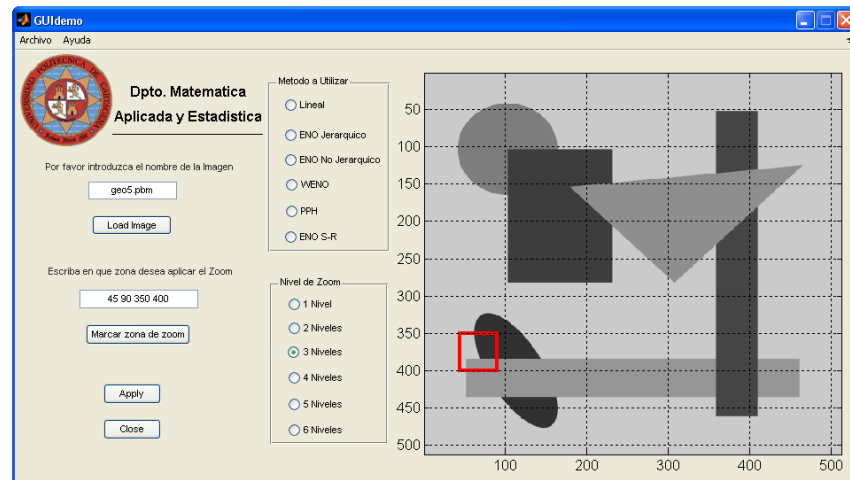 GUIdemo
Archivo Ayuda
UNIVERSIDAD POLITECNICA DE CARTAGENA
Dpto. Matematica
Aplicada y Estadistica
Por favor introduzca el nombre de la Imagen
geo5.pbm
Load Image
Escriba en que zona desea aplicar el Zoom
45 90 350 400
Marcar zona de zoom
Apply
Close
Metodo a Utilizar
Lineal
ENO Jerarquico
ENO No Jerarquico
WENO
PPH
ENO S-R
Nivel de Zoom
1 Nivel
2 Niveles
3 Niveles
4 Niveles
5 Niveles
6 Niveles
50
100
150
200
250
300
350
400
450
500
100 200 300 400 500